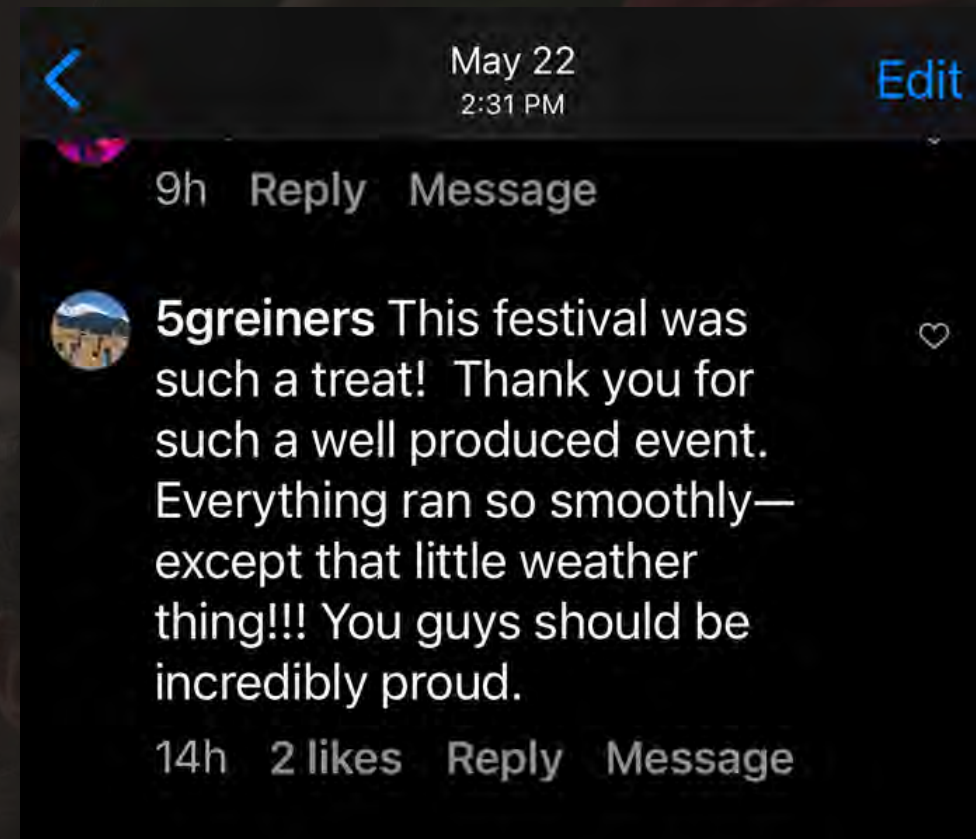 May 22
Edit
2:31 PM
9h Reply Message
5greiners This festival was
such a treat!  Thank you for
such a well produced event.
Everything ran so smoothly—
except that little weather
thing!!! You guys should be
incredibly proud.
14h 2 likes Reply Message